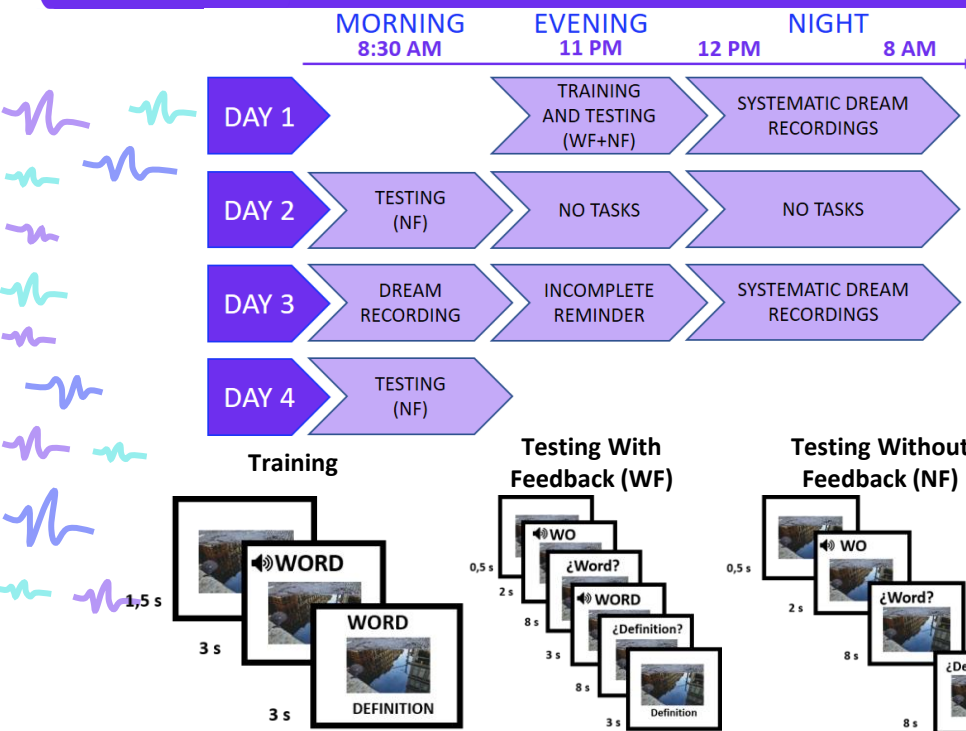 MORNING EVENING NIGHT
8:30 AM 11 PM 12 PM 8 AM
DAY 1
TRAINING
AND TESTING
(WF+NF)
SYSTEMATIC DREAM
RECORDINGS
DAY 2
TESTING
(NF)
NO TASKS
NO TASKS
DAY 3
DREAM
RECORDING
INCOMPLETE
REMINDER
SYSTEMATIC DREAM
RECORDINGS
DAY 4
TESTING
(NF)
Training
1,5 s
WORD
3 s
WORD
DEFINITION
3 s
Testing With
Feedback (WF)
0,5 s
WO
2 s
¿Word?
8 s
WORD
3 s
¿Definition?
8 s
Definition
3 s
Testing Without
Feedback (NF)
0,5 s
WO
2 s
¿Word?
8 s
¿De
8 s